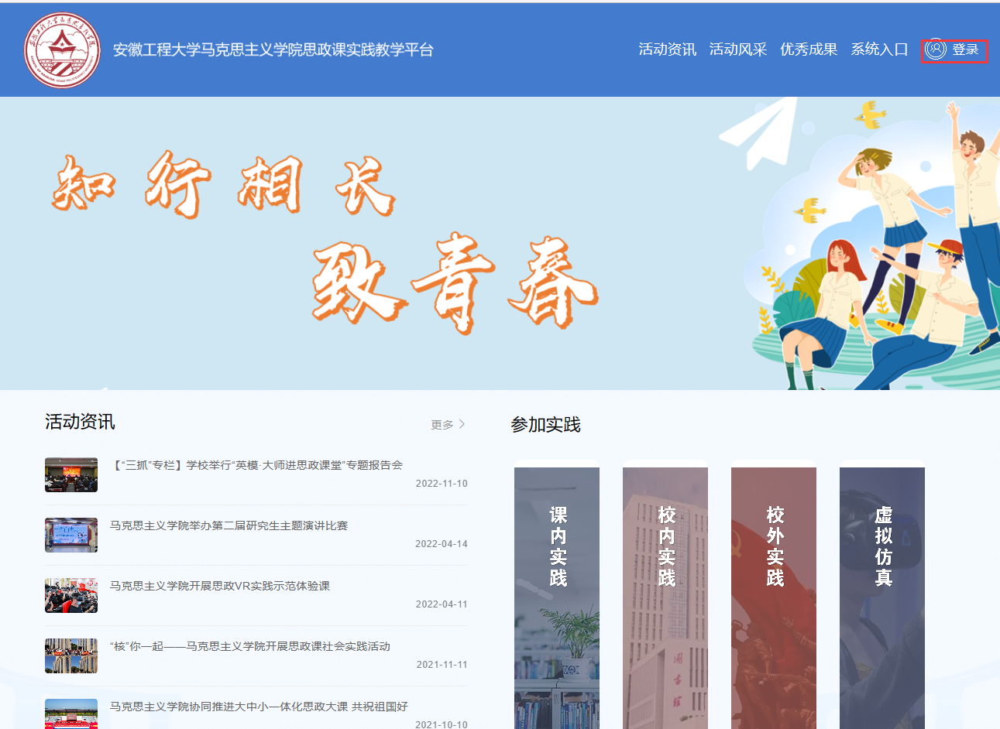 安徽工程大学马克思主义学院思政课实践教学平台
活动资讯 活动风采 优秀成果 系统入口 登录
知行相长
致青春
活动资讯
更多
【“三抓”专栏】学校举行“英模·大师进思政课堂”专题报告会
2022-11-10
马克思主义学院举办第二届研究生主题演讲比赛
2022-04-14
马克思主义学院开展思政VR实践示范体验课
2022-04-11
“核”你一起——马克思主义学院开展思政课社会实践活动
2021-11-11
马克思主义学院协同推进大中小一体化思政大课 共祝祖国好
2021-10-10
参加实践
课内实践
校内实践
校外实践
虚拟仿真
图书馆